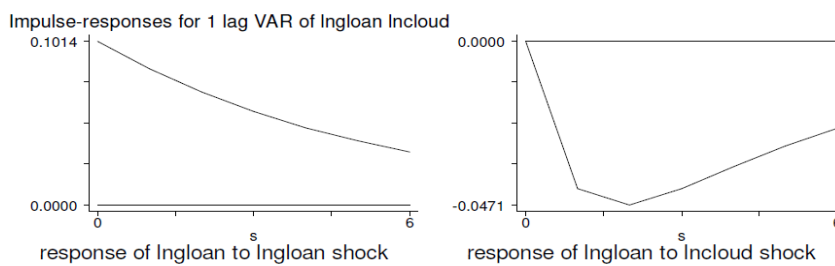 Impulse-responses for 1 lag VAR of lngloan lncloud
0.1014
0.0000
0
6
s
response of lngloan to lngloan shock
0.0000
-0.0471
0
6
s
response of lngloan to lncloud shock